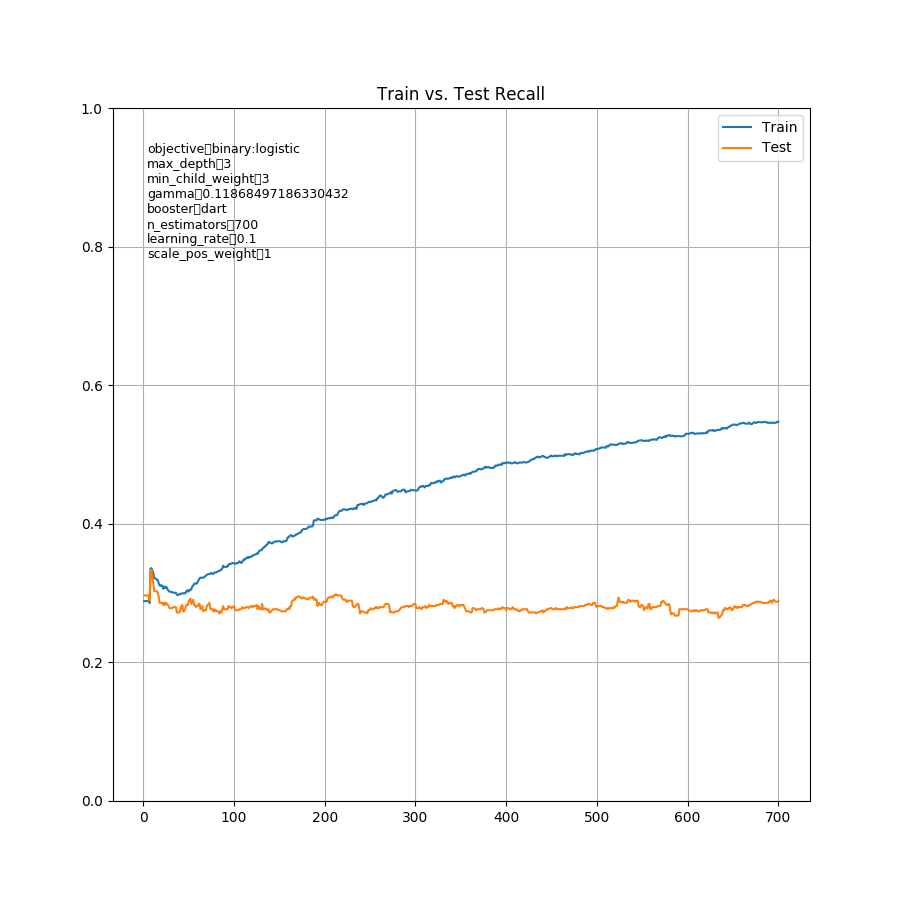 Train vs. Test Recall
1.0
0.8
0.6
0.4
0.2
0.0
objective▯binary:logistic
max_depth▯3
min_child_weight▯3
gamma▯0.11868497186330432
booster▯dart
n_estimators▯700
learning_rate▯0.1
scale_pos_weight▯1
Train
Test
0 100 200 300 400 500 600 700